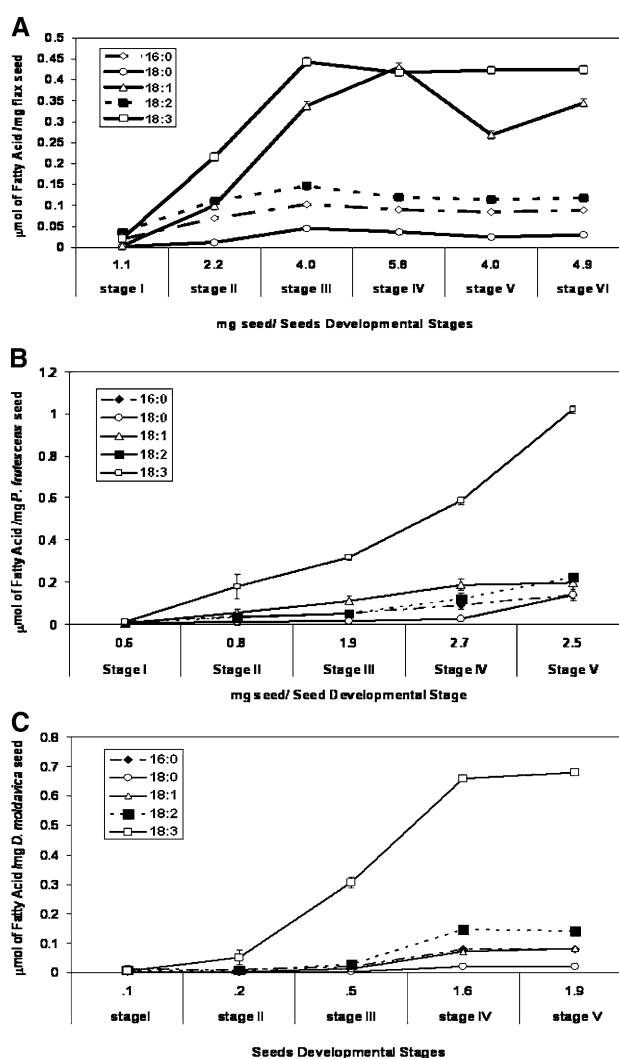 A
µmol of Fatty Acid /mg flax seed
0.5
0.45
0.4
0.35
0.3
0.25
0.2
0.15
0.1
0.05
0
16:0
18:0
18:1
18:2
18:3
1.1 2.2 4.0 5.8 4.0 4.9
stage I stage II stage III stage IV stage V stage VI
mg seed/ Seeds Developmental Stages
B
µmol of Fatty Acid /mg P. frutescens seed
1.2
1
0.8
0.6
0.4
0.2
0
16:0
18:0
18:1
18:2
18:3
0.6 0.8 1.9 2.7 2.5
Stage I Stage II Stage III Stage IV Stage V
mg seed/ Seed Developmental Stage
C
µmol of Fatty Acid /mg D. moldavica seed
0.8
0.7
0.6
0.5
0.4
0.3
0.2
0.1
0
16:0
18:0
18:1
18:2
18:3
.1 .2 .5 1.6 1.9
stageI stage II stage III stage IV stage V
Seeds Developmental Stages